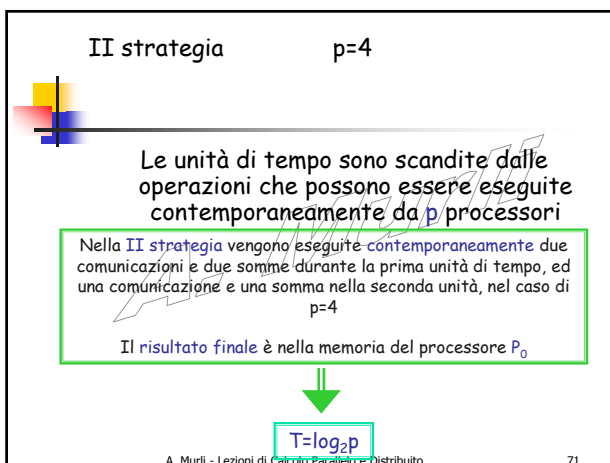 II strategia p=4
Le unità di tempo sono scandite dalle
operazioni che possono essere eseguite
contemporaneamente da p processori
Nella II strategia vengono eseguite contemporaneamente due
comunicazioni e due somme durante la prima unità di tempo, ed
una comunicazione e una somma nella seconda unità, nel caso di
p=4
Il risultato finale è nella memoria del processore P₀
T=log₂p
A. Murli - Lezioni di Calcolo Parallelo e Distribuito 71
A. Murli